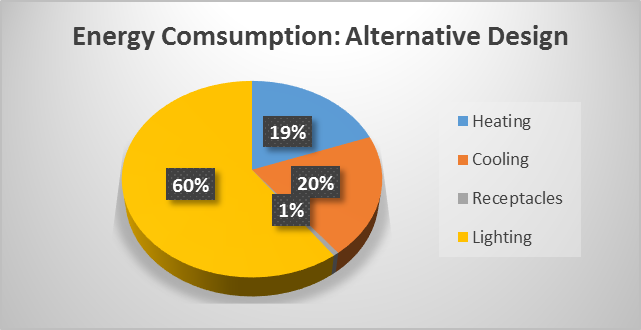 Energy Comsumption: Alternative Design
19%
20%
1%
60%
Heating
Cooling
Receptacles
Lighting